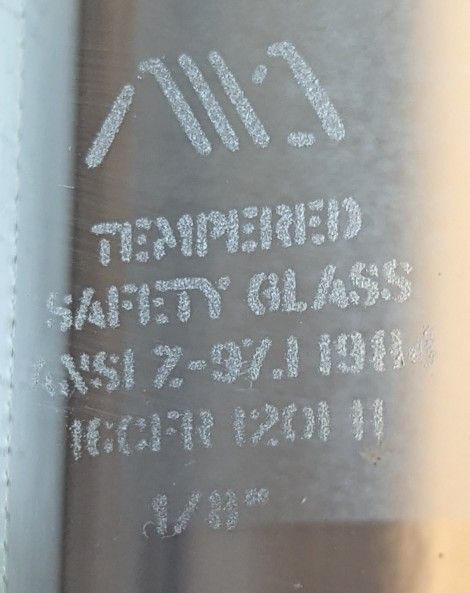 TEMPERED
SAFETY GLASS
ANSI Z-97.1 1984
16CFR 1201 II
1/8"